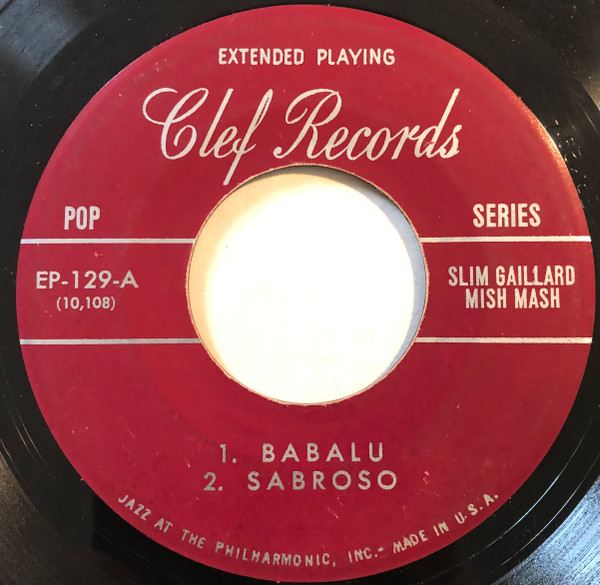 EXTENDED PLAYING
Clef Records
POP
SERIES
EP-129-A
(10,108)
SLIM GAILLARD
MISH MASH
1. BABALU
2. SABROSO
JAZZ AT THE PHILHARMONIC, INC.- MADE IN U.S.A.